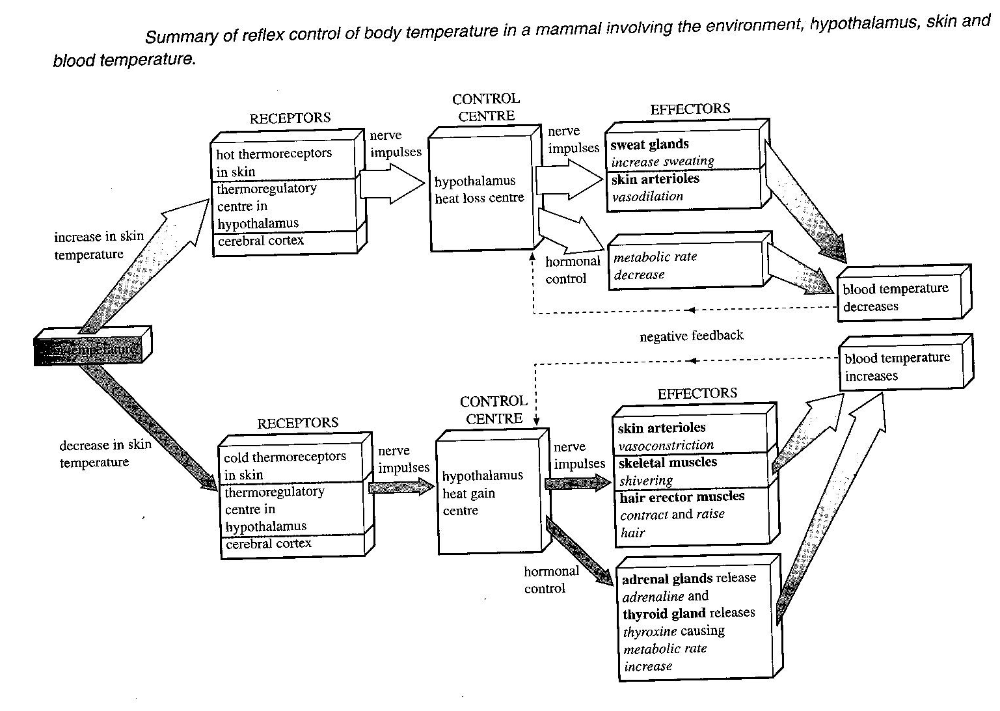 Summary of reflex control of body temperature in a mammal involving the environment, hypothalamus, skin and
blood temperature.
RECEPTORS
hot thermoreceptors
in skin
thermoregulatory
centre in
hypothalamus
cerebral cortex
nerve
impulses
CONTROL
CENTRE
hypothalamus
heat loss centre
nerve
impulses
hormonal
control
EFFECTORS
sweat glands
increase sweating
skin arterioles
vasodilation
metabolic rate
decrease
increase in skin
temperature
blood temperature
decreases
negative feedback
blood temperature
increases
temperature
decrease in skin
temperature
RECEPTORS
cold thermoreceptors
in skin
thermoregulatory
centre in
hypothalamus
cerebral cortex
nerve
impulses
CONTROL
CENTRE
hypothalamus
heat gain
centre
nerve
impulses
hormonal
control
EFFECTORS
skin arterioles
vasoconstriction
skeletal muscles
shivering
hair erector muscles
contract and raise
hair
adrenal glands release
adrenaline and
thyroid gland releases
thyroxine causing
metabolic rate
increase